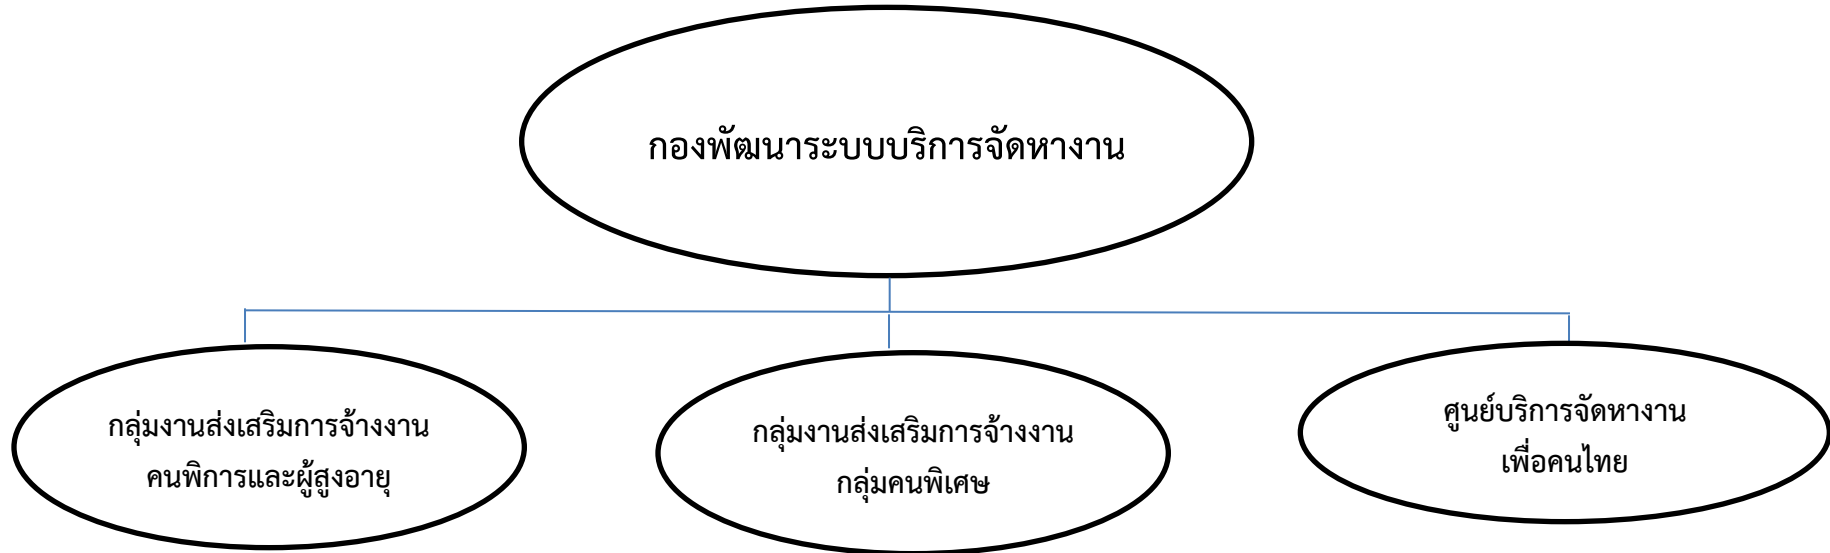 กองพัฒนาระบบบริการจัดหางาน
กลุ่มงานส่งเสริมการจ้างงาน
คนพิการและผู้สูงอายุ
กลุ่มงานส่งเสริมการจ้างงาน
กลุ่มคนพิเศษ
ศูนย์บริการจัดหางาน
เพื่อคนไทย